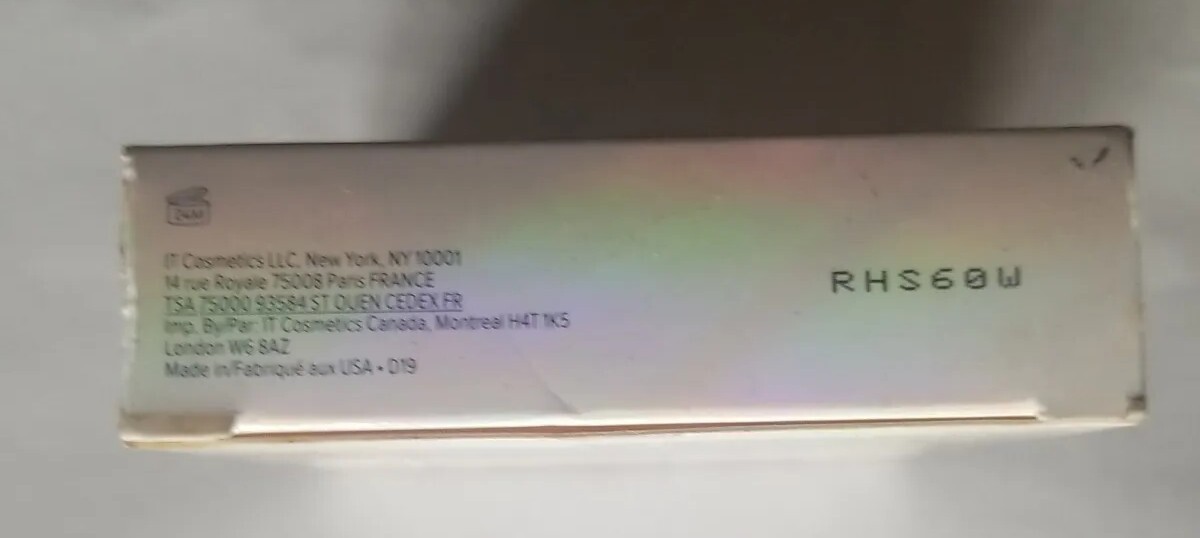 24M
IT Cosmetics LLC, New York, NY 10001
14 rue Royale 75008 Paris FRANCE
TSA 75000 93584 ST OUEN CEDEX FR
Imp. By/Par: IT Cosmetics Canada, Montreal H4T 1K5
London W6 8AZ
Made in/Fabriqué aux USA • D19
RHS60W